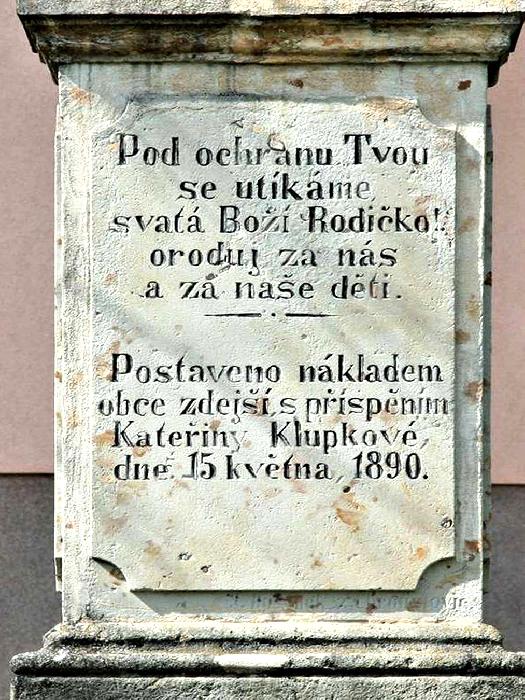 Pod ochranu Tvou
se utíkáme
svatá Boží Rodičko!
oroduj za nás
a za naše děti.
Postaveno nákladem
obce zdejší, s příspěním
Kateřiny Klupkové,
dne 15 května 1890.